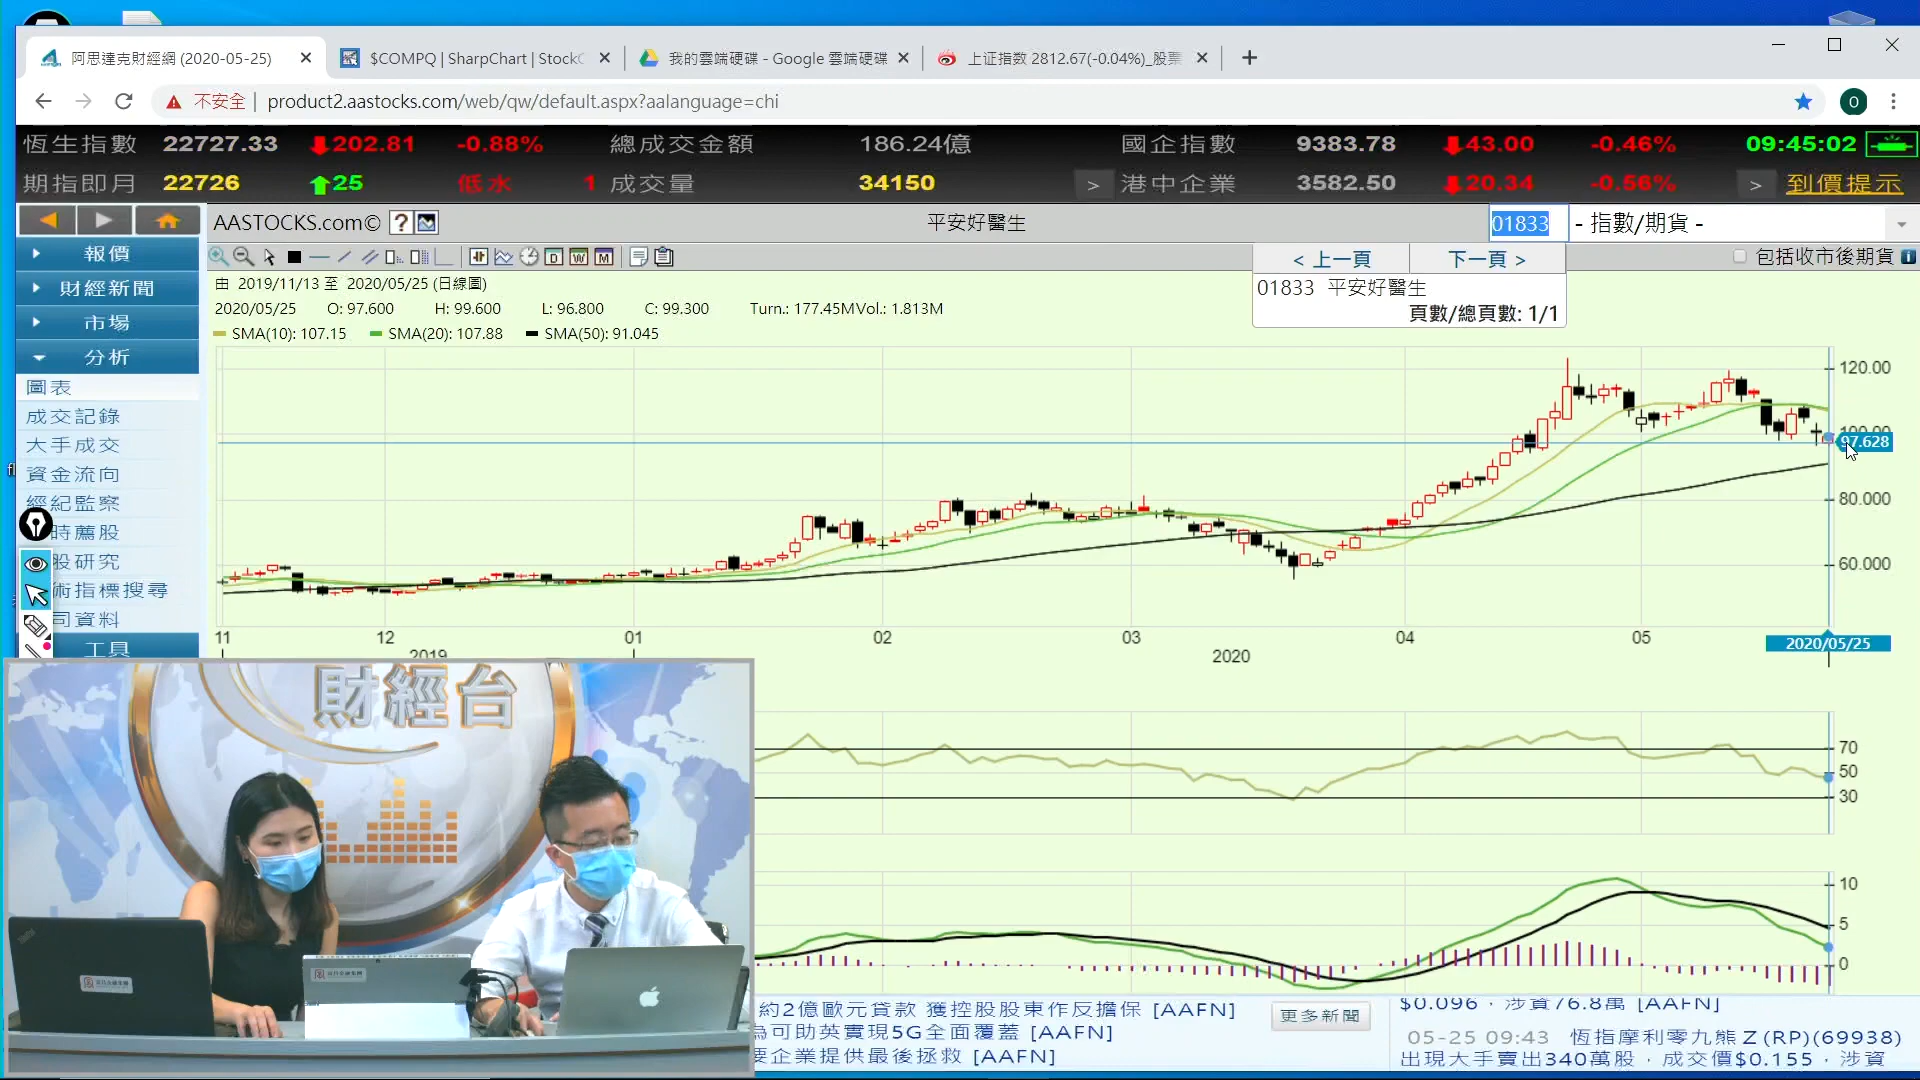 阿思達克財經網 (2020-05-25)
$COMPQ | SharpChart | StockC
我的雲端硬碟 - Google 雲端硬碟
上证指数 2812.67(-0.04%)_股票
不安全 | product2.aastocks.com/web/qw/default.aspx?aalanguage=chi
O
恆生指數 22727.33 202.81 -0.88% 總成交金額 186.24億 國企指數 9383.78 43.00 -0.46% 09:45:02
期指即月 22726 25 低水 1 成交量 34150 > 港中企業 3582.50 20.34 -0.56% > 到價提示
AASTOCKS.com© ? 平安好醫生 01833 - 指數/期貨 -
D W M
< 上一頁 下一頁 >
包括收市後期貨
01833 平安好醫生
頁數/總頁數: 1/1
報價
財經新聞
市場
分析
圖表
成交記錄
大手成交
資金流向
經紀監察
時薦股
股研究
術指標搜尋
司資料
工具
由 2019/11/13 至 2020/05/25 (日線圖)
2020/05/25 O: 97.600 H: 99.600 L: 96.800 C: 99.300 Turn.: 177.45MVol.: 1.813M
SMA(10): 107.15 SMA(20): 107.88 SMA(50): 91.045
120.00
100.00
97.628
80.000
60.000
11 12 01 02 03 04 05 2020/05/25
2019 2020
70
50
30
10
5
0
財經台
約2億歐元貸款 獲控股股東作反擔保 [AAFN]
為可助英實現5G全面覆蓋 [AAFN]
要企業提供最後拯救 [AAFN]
更多新聞
$0.096，涉資76.8萬 [AAFN]
05-25 09:43 恆指摩利零九熊Z(RP)(69938)
出現大手賣出340萬股，成交價$0.155，涉資